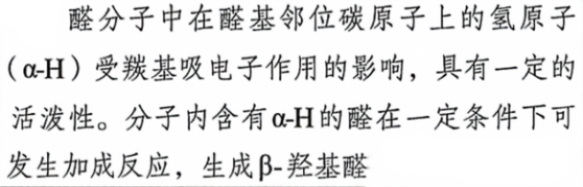 醛分子中在醛基邻位碳原子上的氢原子
（α-H）受羰基吸电子作用的影响，具有一定的
活泼性。分子内含有α-H的醛在一定条件下可
发生加成反应，生成β-羟基醛